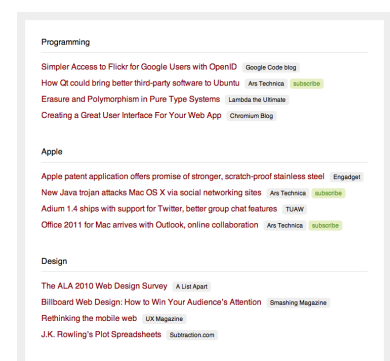 Programming
Simpler Access to Flickr for Google Users with OpenID Google Code blog
How Qt could bring better third-party software to Ubuntu Ars Technica subscribe
Erasure and Polymorphism in Pure Type Systems Lambda the Ultimate
Creating a Great User Interface For Your Web App Chromium Blog
Apple
Apple patent application offers promise of stronger, scratch-proof stainless steel Engadget
New Java trojan attacks Mac OS X via social networking sites Ars Technica subscribe
Adium 1.4 ships with support for Twitter, better group chat features TUAW
Office 2011 for Mac arrives with Outlook, online collaboration Ars Technica subscribe
Design
The ALA 2010 Web Design Survey A List Apart
Billboard Web Design: How to Win Your Audience's Attention Smashing Magazine
Rethinking the mobile web UX Magazine
J.K. Rowling's Plot Spreadsheets Subtraction.com